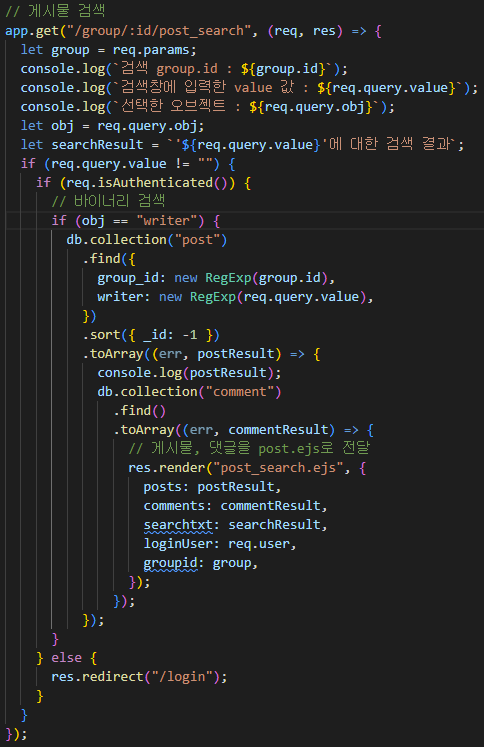 // 게시물 검색
app.get("/group/:id/post_search", (req, res) => {
  let group = req.params;
  console.log(`검색 group.id : ${group.id}`);
  console.log(`검색창에 입력한 value 값 : ${req.query.value}`);
  console.log(`선택한 오브젝트 : ${req.query.obj}`);
  let obj = req.query.obj;
  let searchResult = `'${req.query.value}'에 대한 검색 결과`;
  if (req.query.value != "") {
    if (req.isAuthenticated()) {
      // 바이너리 검색
      if (obj == "writer") {
        db.collection("post")
          .find({
            group_id: new RegExp(group.id),
            writer: new RegExp(req.query.value),
          })
          .sort({ _id: -1 })
          .toArray((err, postResult) => {
            console.log(postResult);
            db.collection("comment")
              .find()
              .toArray((err, commentResult) => {
                // 게시물, 댓글을 post.ejs로 전달
                res.render("post_search.ejs", {
                  posts: postResult,
                  comments: commentResult,
                  searchtxt: searchResult,
                  loginUser: req.user,
                  groupid: group,
                });
              });
          });
      }
    } else {
      res.redirect("/login");
    }
  }
});